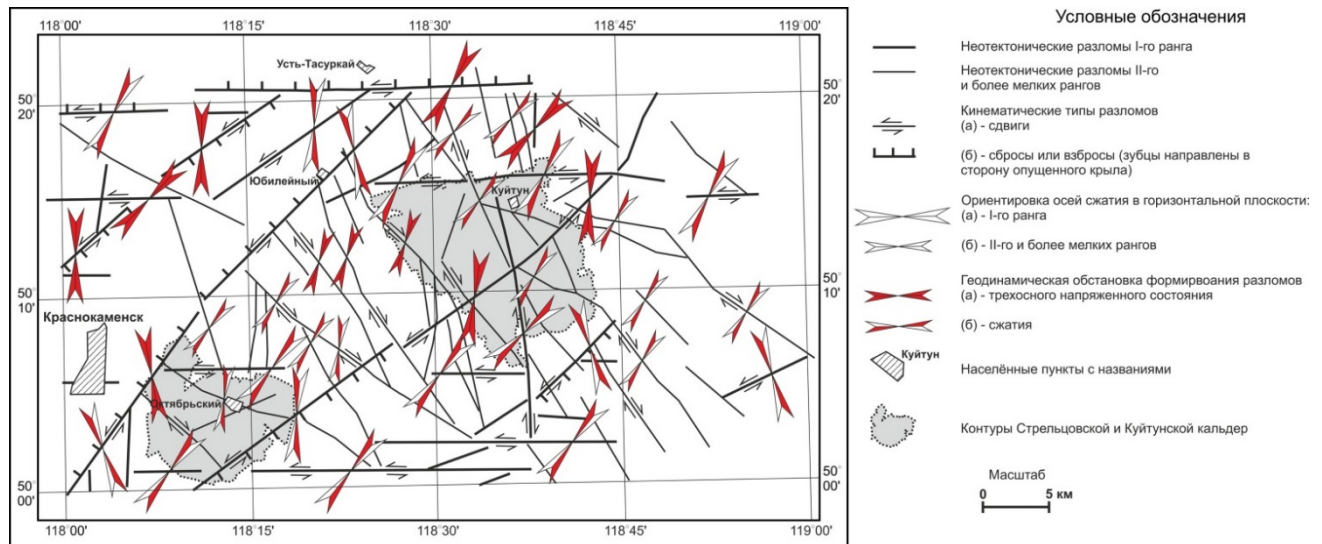 118°00'
118°15'
118°30'
118°45'
119°00'
Усть-Тасуркай
50°
20'
50°
20'
Юбилейный
Куйтун
50°
10'
50°
10'
Краснокаменск
Октябрьский
50°
00'
50°
00'
118°00'
118°15'
118°30'
118°45'
119°00'
Условные обозначения
Неотектонические разломы I-го ранга
Неотектонические разломы II-го
и более мелких рангов
Кинематические типы разломов
(а) - сдвиги
(б) - сбросы или взбросы (зубцы направлены в
сторону опущенного крыла)
Ориентировка осей сжатия в горизонтальной плоскости:
(а) - I-го ранга
(б) - II-го и более мелких рангов
Геодинамическая обстановка формирвоания разломов
(а) - трехосного напряженного состояния
(б) - сжатия
Куйтун
Населённые пункты с названиями
Контуры Стрельцовской и Куйтунской кальдер
Масштаб
0 5 км